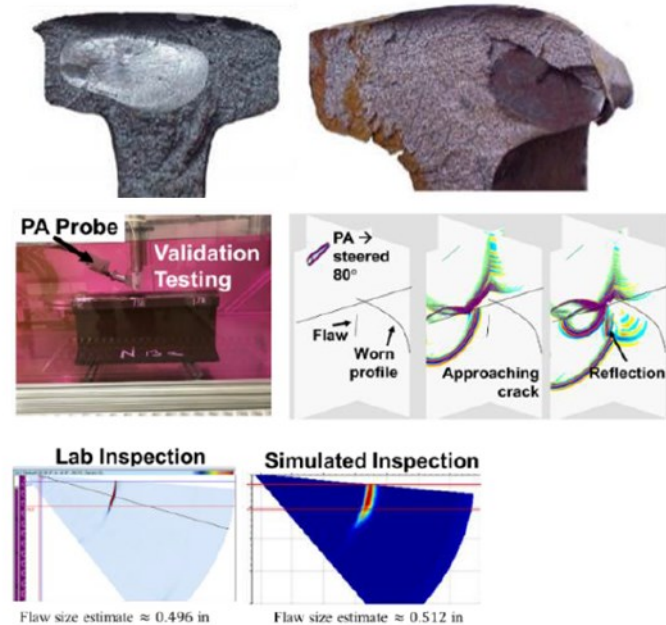 PA Probe
Validation
Testing
PA →
steered
80°
Flaw
Worn
profile
Approaching
crack
Reflection
Lab Inspection
Simulated Inspection
Flaw size estimate ≈ 0.496 in
Flaw size estimate ≈ 0.512 in